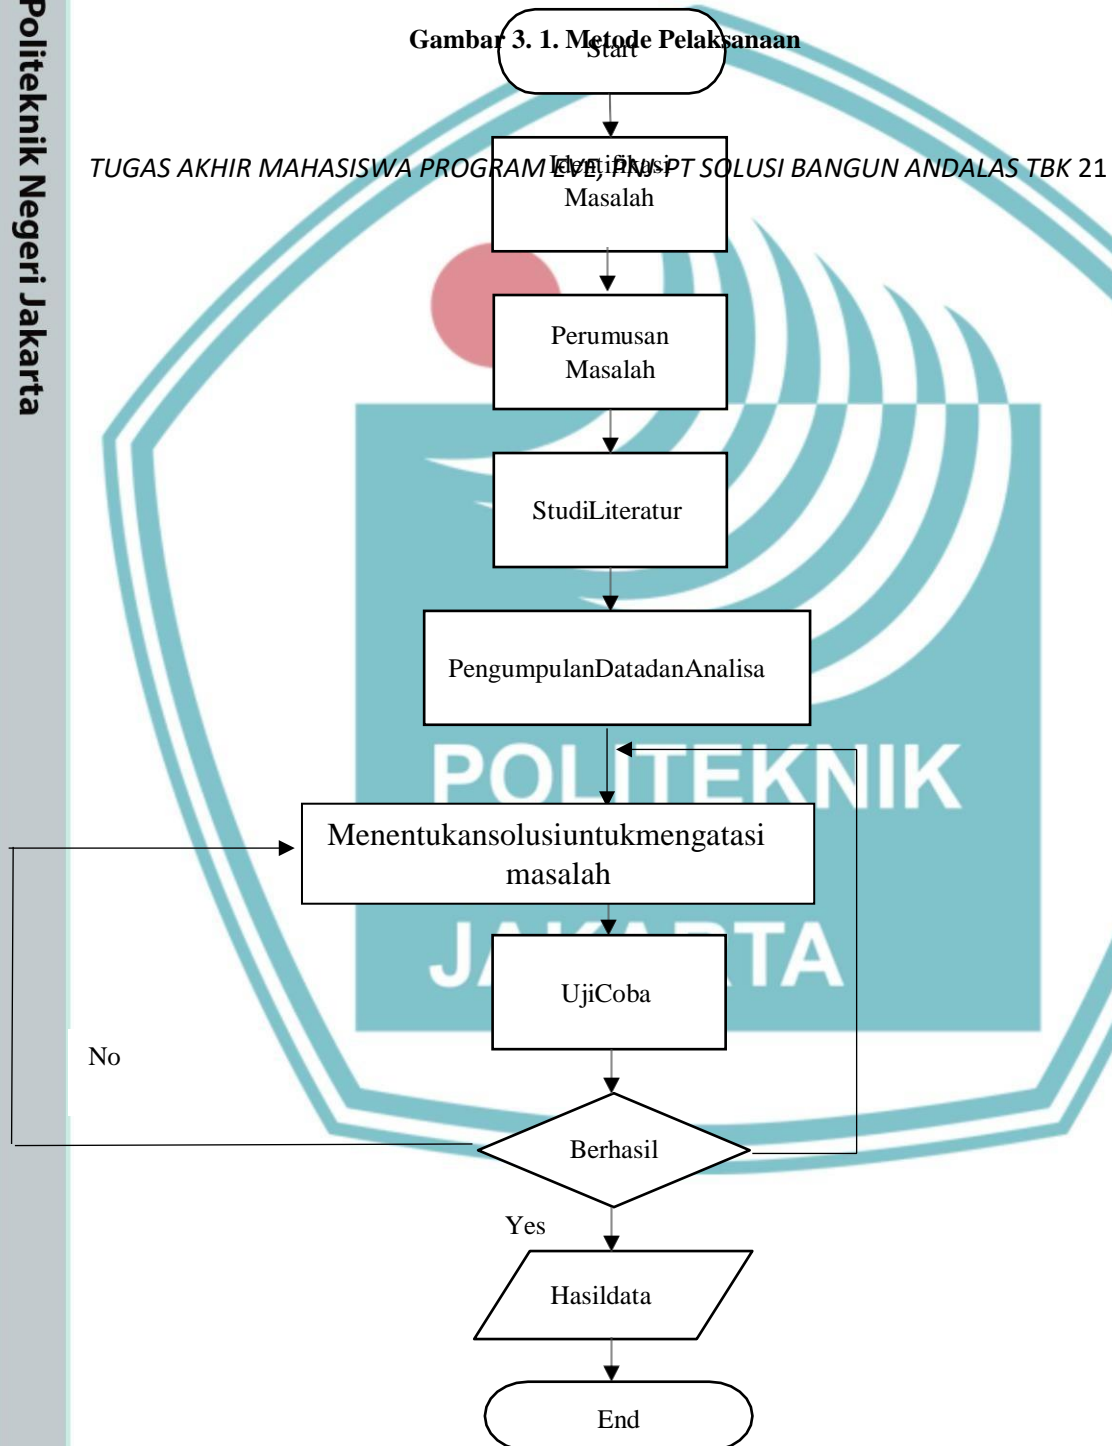 Politeknik Negeri Jakarta
Gambar 3. 1. Metode Pelaksanaan
Start
TUGAS AKHIR MAHASISWA PROGRAM EVE, PNJ-PT SOLUSI BANGUN ANDALAS TBK 21
Identifikasi
Masalah
Perumusan
Masalah
StudiLiteratur
PengumpulanDatadanAnalisa
POLITEKNIK
Menentukansolusiuntukmengatasi
masalah
JAKARTA
UjiCoba
No
Berhasil
Yes
Hasildata
End